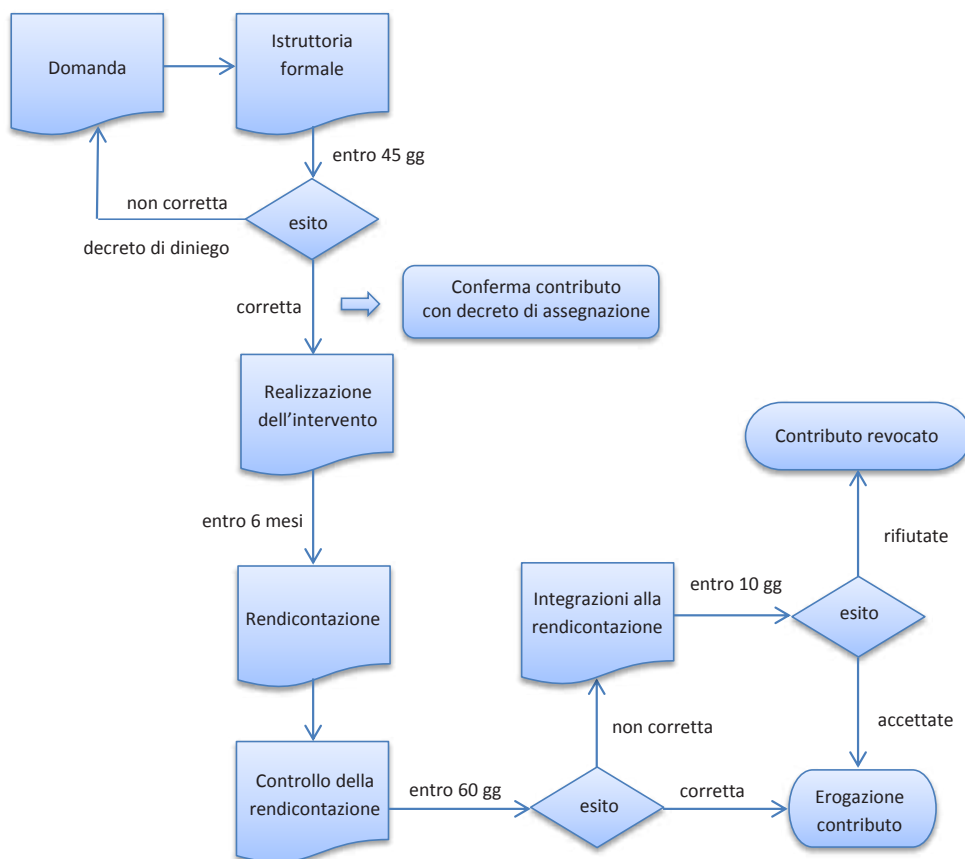 Domanda
Istruttoria
formale
entro 45 gg
non corretta
esito
decreto di diniego
corretta
Conferma contributo
con decreto di assegnazione
Realizzazione
dell’intervento
Contributo revocato
entro 6 mesi
rifiutate
Rendicontazione
Integrazioni alla
rendicontazione
entro 10 gg
esito
non corretta
accettate
Controllo della
rendicontazione
entro 60 gg
esito
corretta
Erogazione
contributo